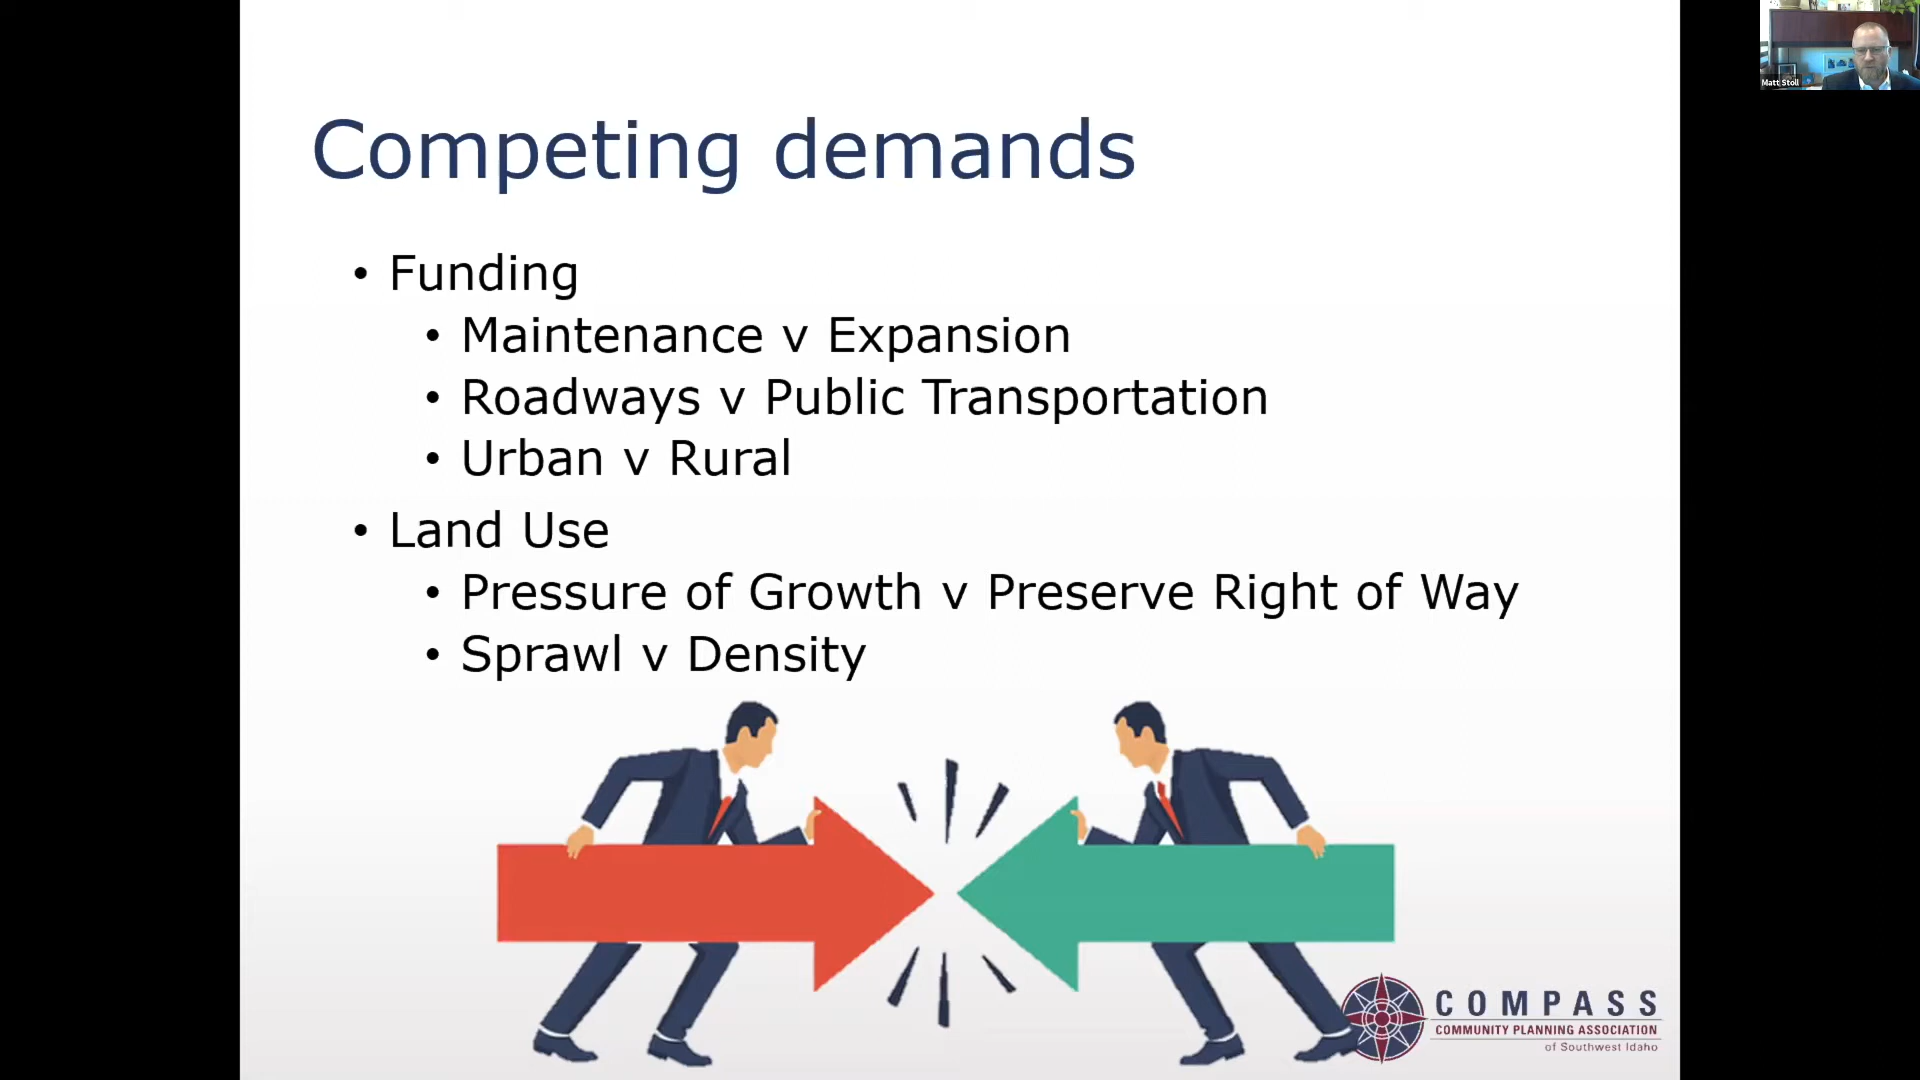 Matt Stoll
Competing demands
• Funding
• Maintenance v Expansion
• Roadways v Public Transportation
• Urban v Rural
• Land Use
• Pressure of Growth v Preserve Right of Way
• Sprawl v Density
COMPASS
COMMUNITY PLANNING ASSOCIATION
of Southwest Idaho